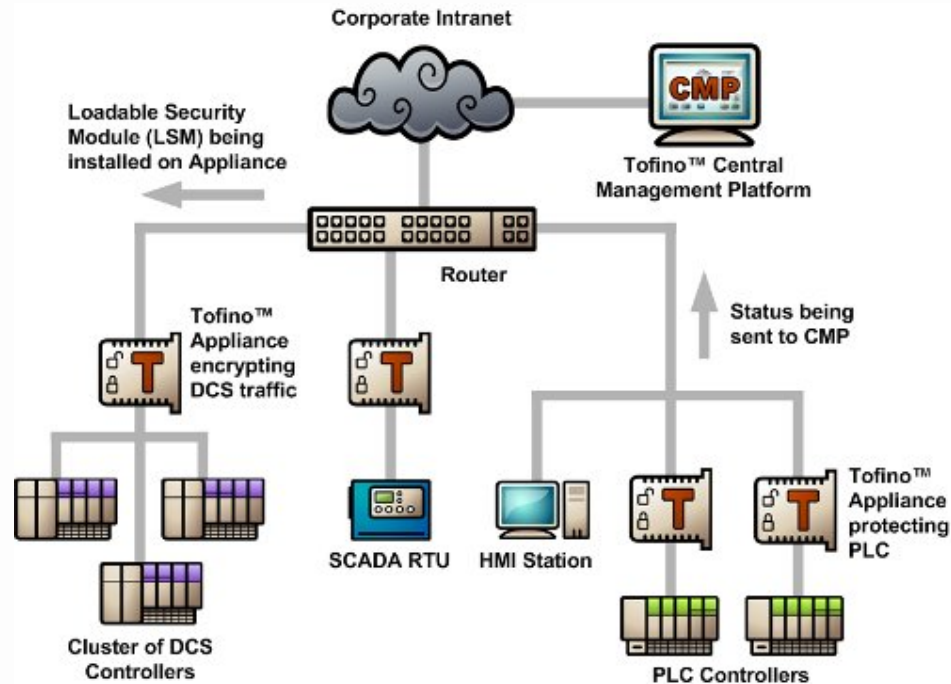 Corporate Intranet
CMP
Loadable Security
Module (LSM) being
installed on Appliance
Tofino™ Central
Management Platform
Router
Tofino™
Appliance
encrypting
DCS traffic
T
T
Status being
sent to CMP
SCADA RTU
HMI Station
T
T
Tofino™
Appliance
protecting
PLC
Cluster of DCS
Controllers
PLC Controllers